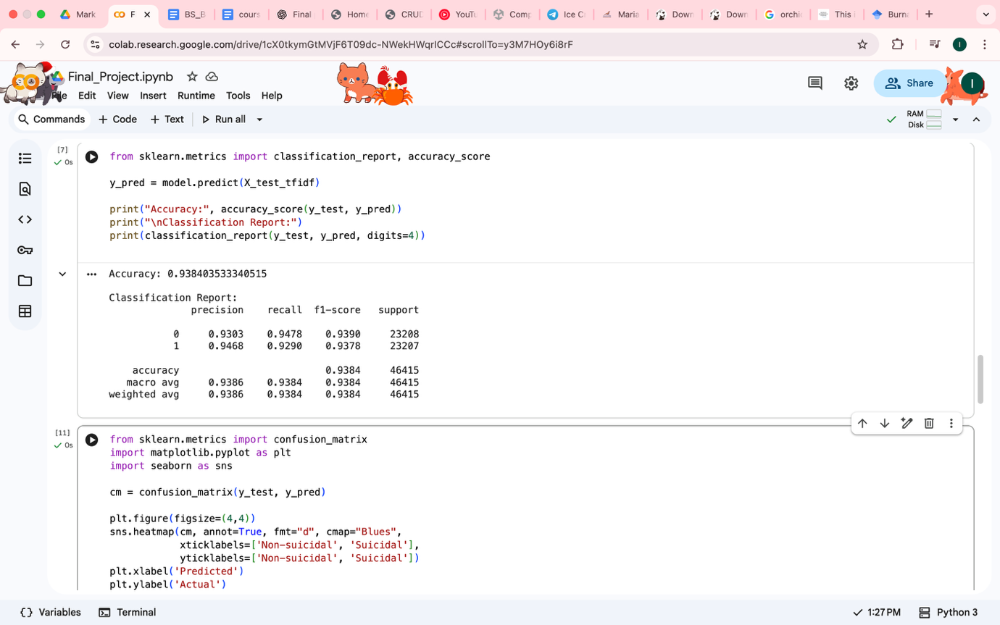 Mark
F
BS_B
cours
Final
Home
CRUD
YouTu
Comp
Ice C
Maria
Down
Down
orchi
This i
Burna
colab.research.google.com/drive/1cX0tkymGtMVjF6T09dc-NWekHWqrlCCc#scrollTo=y3M7HOy6i8rF
I
Final_Project.ipynb
File Edit View Insert Runtime Tools Help
Share
I
Commands + Code + Text Run all
RAM
Disk
[7]
0s
from sklearn.metrics import classification_report, accuracy_score
y_pred = model.predict(X_test_tfidf)
print("Accuracy:", accuracy_score(y_test, y_pred))
print("\nClassification Report:")
print(classification_report(y_test, y_pred, digits=4))
Accuracy: 0.938403533340515
Classification Report:
precision recall f1-score support
0 0.9303 0.9478 0.9390 23208
1 0.9468 0.9290 0.9378 23207
accuracy 0.9384 46415
macro avg 0.9386 0.9384 0.9384 46415
weighted avg 0.9386 0.9384 0.9384 46415
[11]
0s
from sklearn.metrics import confusion_matrix
import matplotlib.pyplot as plt
import seaborn as sns
cm = confusion_matrix(y_test, y_pred)
plt.figure(figsize=(4,4))
sns.heatmap(cm, annot=True, fmt="d", cmap="Blues",
xticklabels=['Non-suicidal', 'Suicidal'],
yticklabels=['Non-suicidal', 'Suicidal'])
plt.xlabel('Predicted')
plt.ylabel('Actual')
Variables Terminal
1:27 PM Python 3